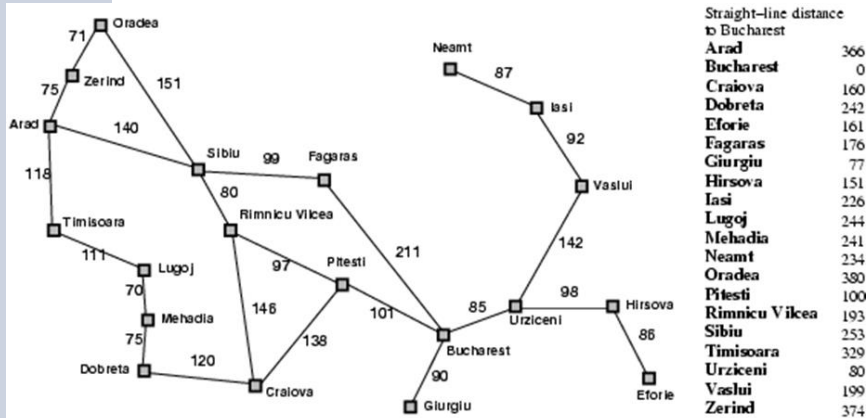 Oradea
71
Neamt
87
Zerind
151
75
Iasi
Arad
140
92
Sibiu
99
Fagaras
118
80
Vaslui
Rimnicu Vilcea
Timisoara
211
142
111
Lugoj
97
Pitesti
70
98
Hirsova
146
85
Mehadia
101
Urziceni
86
138
75
Bucharest
120
90
Dobreta
Craiova
Eforie
Giurgiu
Straight–line distance
to Bucharest
Arad 366
Bucharest 0
Craiova 160
Dobreta 242
Eforie 161
Fagaras 176
Giurgiu 77
Hirsova 151
Iasi 226
Lugoj 244
Mehadia 241
Neamt 234
Oradea 380
Pitesti 100
Rimnicu Vilcea 193
Sibiu 253
Timisoara 329
Urziceni 80
Vaslui 199
Zerind 374